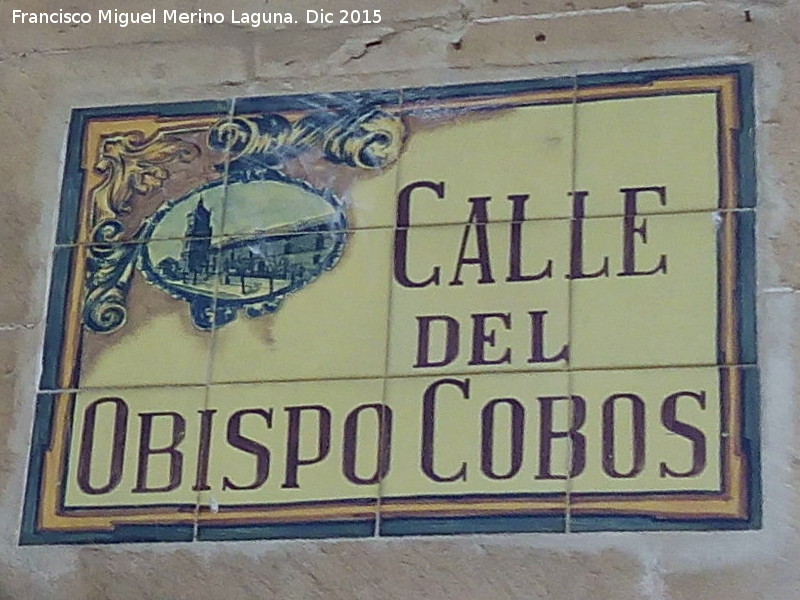 Francisco Miguel Merino Laguna. Dic 2015
CALLE
DEL
OBISPO COBOS